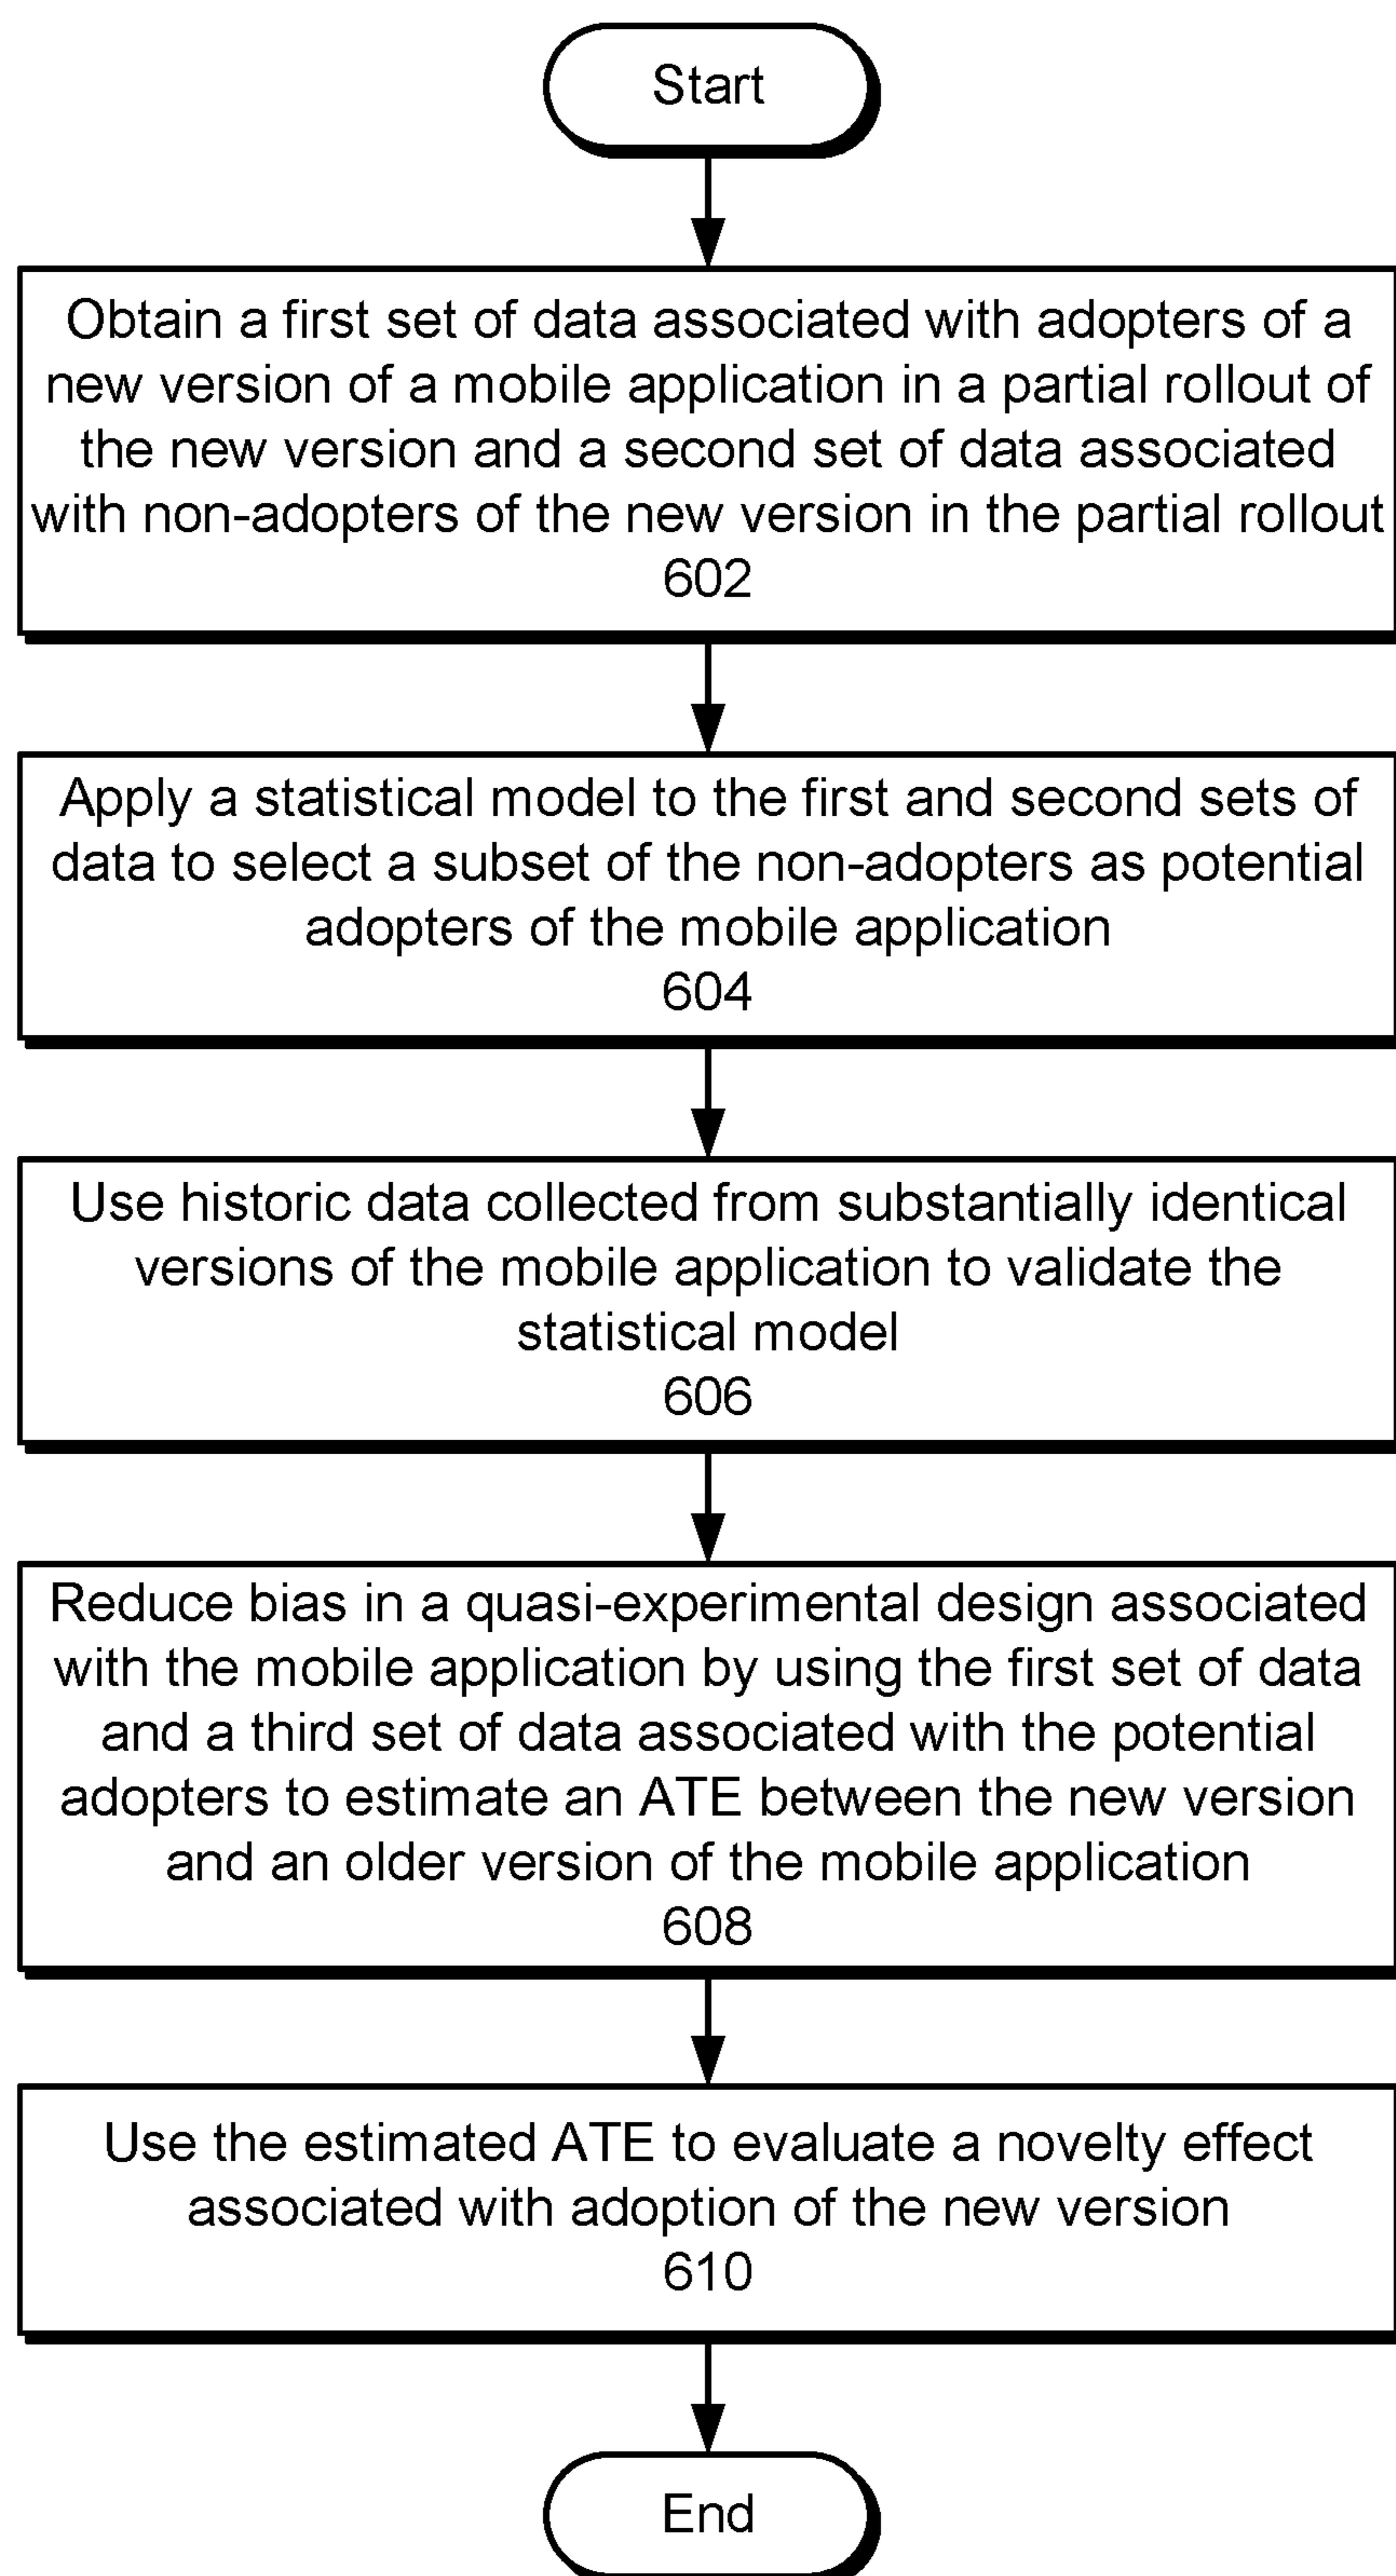 Start
Obtain a first set of data associated with adopters of a
new version of a mobile application in a partial rollout of
the new version and a second set of data associated
with non-adopters of the new version in the partial rollout
602
Apply a statistical model to the first and second sets of
data to select a subset of the non-adopters as potential
adopters of the mobile application
604
Use historic data collected from substantially identical
versions of the mobile application to validate the
statistical model
606
Reduce bias in a quasi-experimental design associated
with the mobile application by using the first set of data
and a third set of data associated with the potential
adopters to estimate an ATE between the new version
and an older version of the mobile application
608
Use the estimated ATE to evaluate a novelty effect
associated with adoption of the new version
610
End